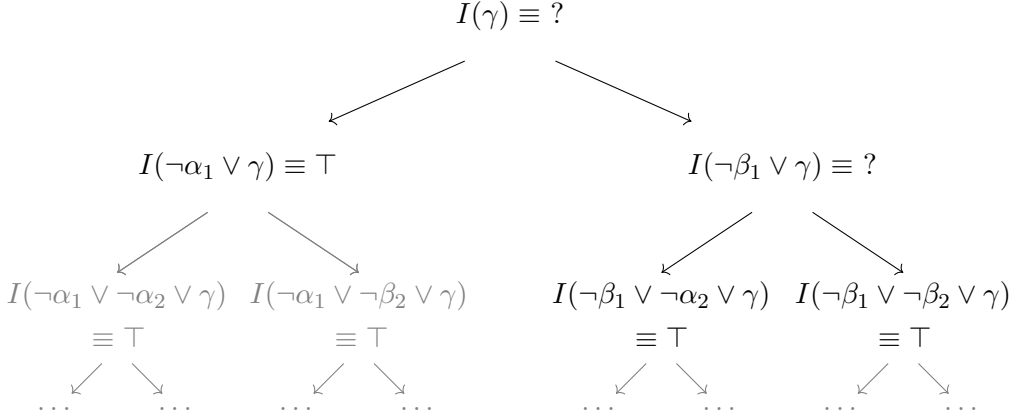 I(γ) ≡ ?
I(¬α₁ ∨ γ) ≡ ⊤ I(¬β₁ ∨ γ) ≡ ?
I(¬α₁ ∨ ¬α₂ ∨ γ) I(¬α₁ ∨ ¬β₂ ∨ γ) I(¬β₁ ∨ ¬α₂ ∨ γ) I(¬β₁ ∨ ¬β₂ ∨ γ)
≡ ⊤ ≡ ⊤ ≡ ⊤ ≡ ⊤
... ... ... ... ... ... ... ...